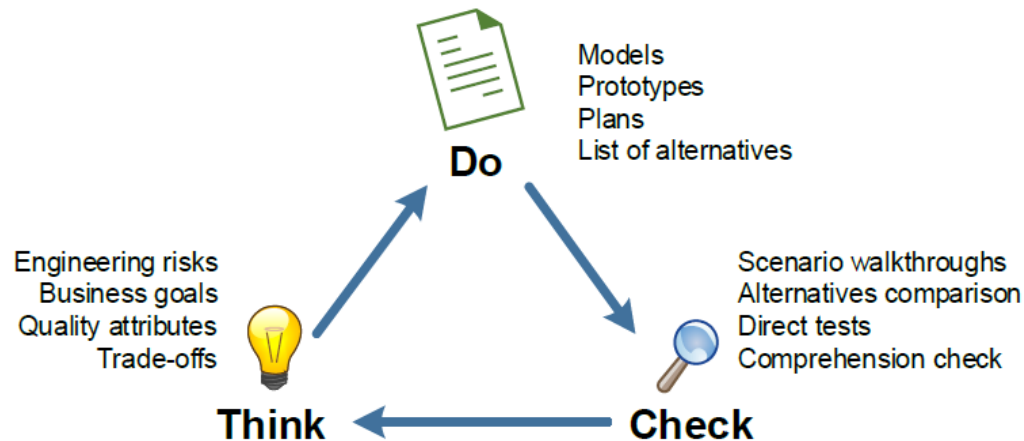 Models
Prototypes
Plans
List of alternatives
Do
Engineering risks
Business goals
Quality attributes
Trade-offs
Think
Scenario walkthroughs
Alternatives comparison
Direct tests
Comprehension check
Check